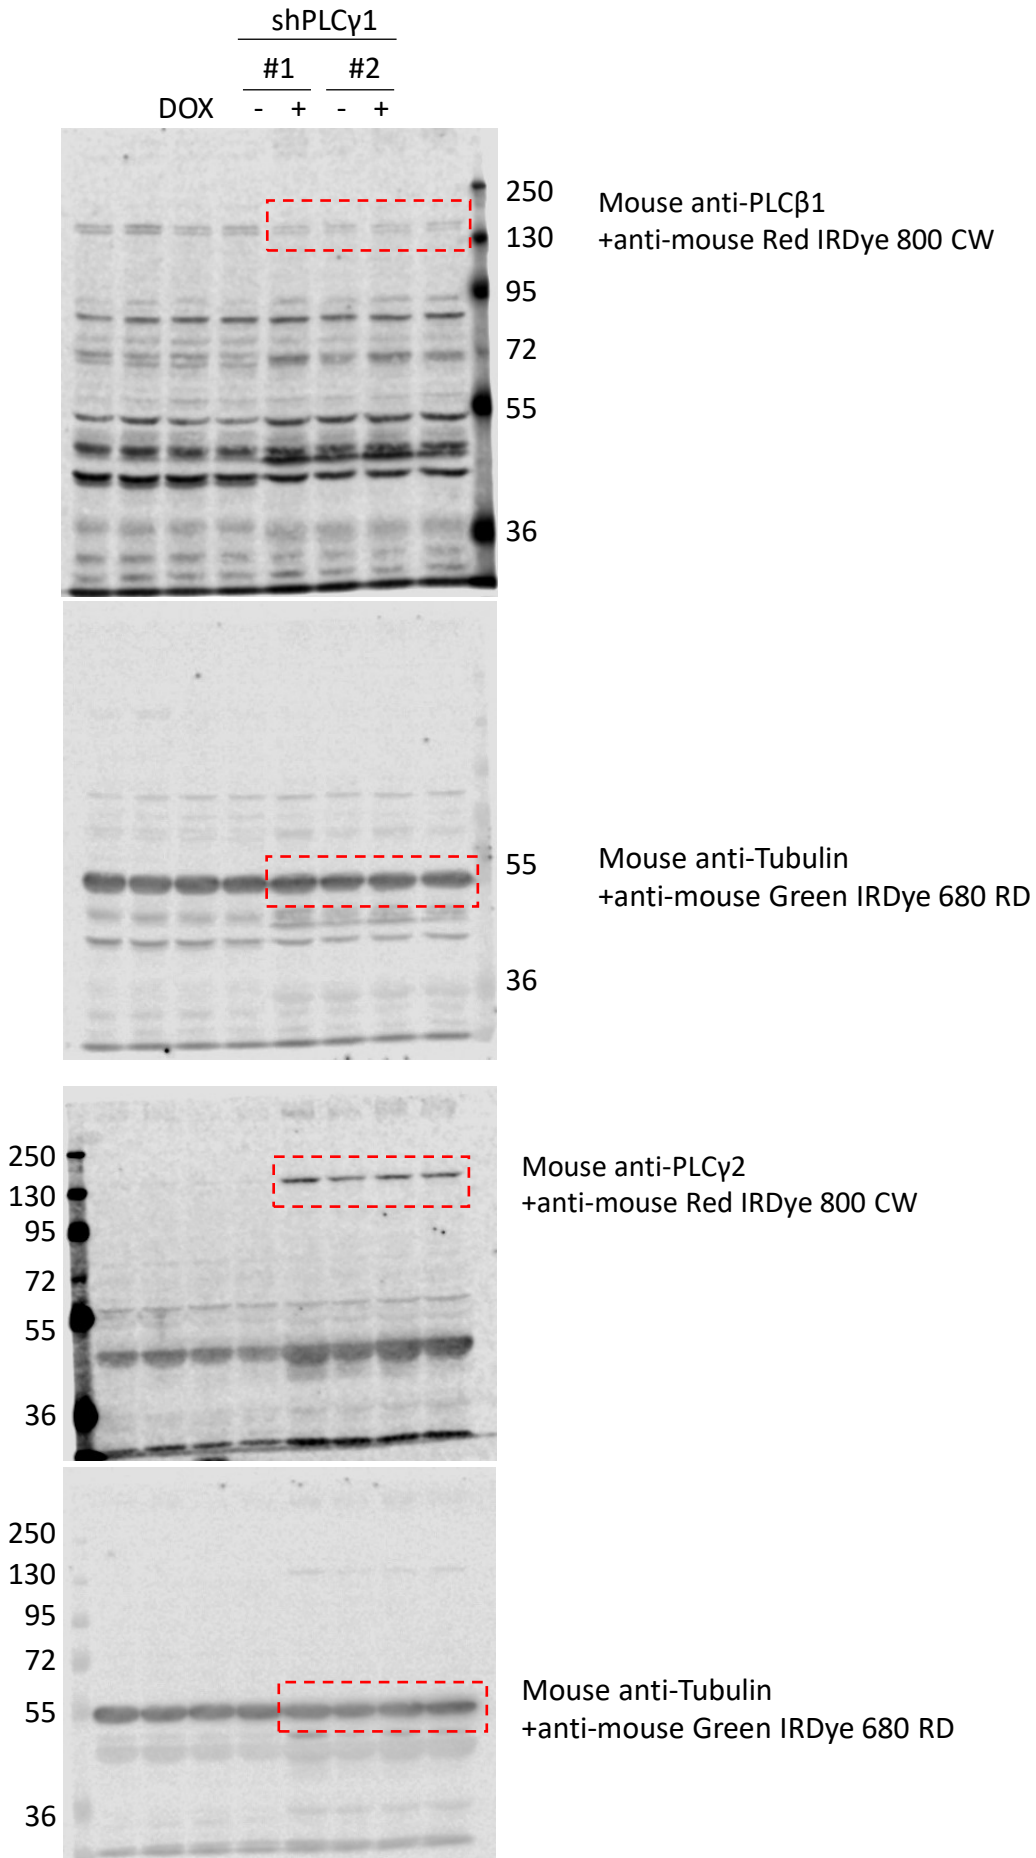 shPLCγ1
#1 #2
DOX - + - +
250
130
95
72
55
36
Mouse anti-PLCβ1
+anti-mouse Red IRDye 800 CW
55
36
Mouse anti-Tubulin
+anti-mouse Green IRDye 680 RD
250
130
95
72
55
36
Mouse anti-PLCγ2
+anti-mouse Red IRDye 800 CW
250
130
95
72
55
36
Mouse anti-Tubulin
+anti-mouse Green IRDye 680 RD